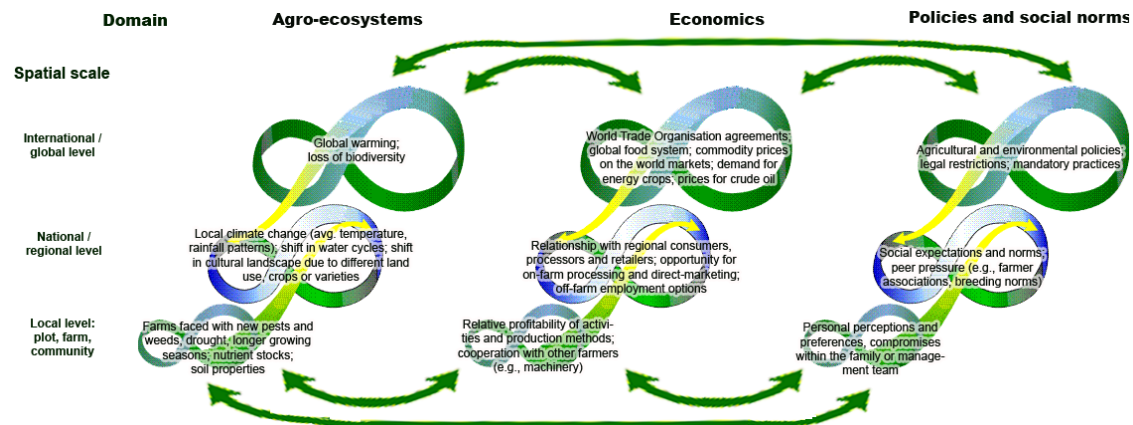 Domain
Agro-ecosystems
Economics
Policies and social norms
Spatial scale
International /
global level
Global warming;
loss of biodiversity
World Trade Organisation agreements;
global food system; commodity prices
on the world markets; demand for
energy crops; prices for crude oil
Agricultural and environmental policies;
legal restrictions; mandatory practices
National /
regional level
Local climate change (avg. temperature,
rainfall patterns); shift in water cycles; shift
in cultural landscape due to different land
use, crops or varieties
Relationship with regional consumers,
processors and retailers; opportunity for
on-farm processing and direct-marketing;
off-farm employment options
Social expectations and norms;
peer pressure (e.g., farmer
associations, breeding norms)
Local level:
plot, farm,
community
Farms faced with new pests and
weeds, drought, longer growing
seasons; nutrient stocks;
soil properties
Relative profitability of activi-
ties and production methods;
cooperation with other farmers
(e.g., machinery)
Personal perceptions and
preferences, compromises
within the family or manage-
ment team